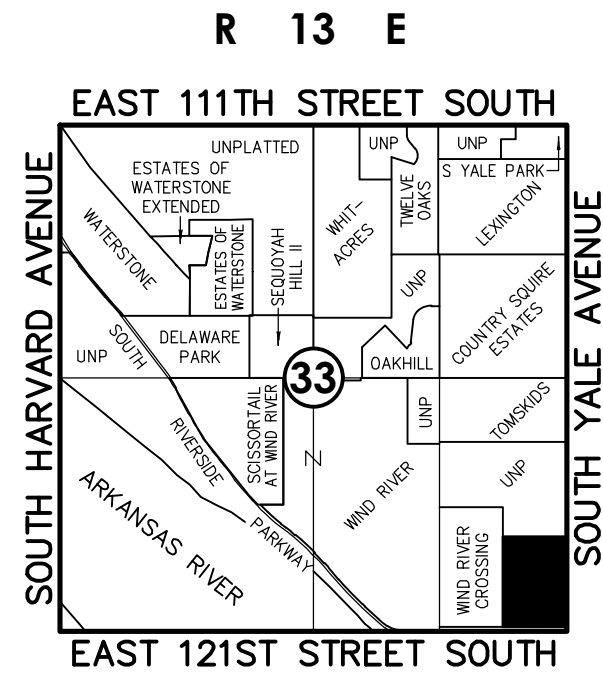 R 13 E
EAST 111TH STREET SOUTH
SOUTH HARVARD AVENUE
SOUTH YALE AVENUE
UNPLATTED
ESTATES OF
WATERSTONE
EXTENDED
WATERSTONE
ESTATES OF
WATERSTONE
SEQUOYAH
HILL II
WHIT-
ACRES
UNP
TWELVE
OAKS
UNP
S YALE PARK
LEXINGTON
UNP
COUNTRY SQUIRE
ESTATES
OAKHILL
DELAWARE
PARK
UNP
SOUTH
RIVERSIDE
PARKWAY
33
SCISSORTAIL
AT WIND RIVER
UNP
TOMSKIDS
UNP
WIND RIVER
WIND RIVER
CROSSING
ARKANSAS RIVER
Z
EAST 121ST STREET SOUTH